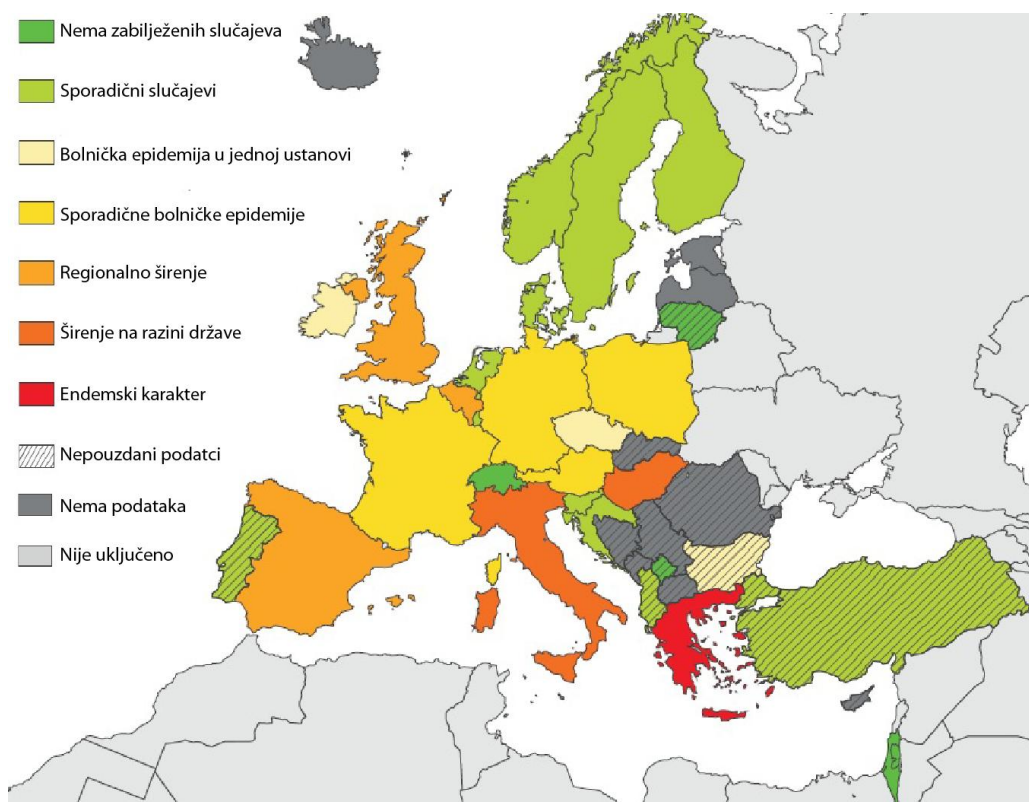 Nema zabilježenih slučajeva
Sporadični slučajevi
Bolnička epidemija u jednoj ustanovi
Sporadične bolničke epidemije
Regionalno širenje
Širenje na razini države
Endemski karakter
Nepouzdani podatci
Nema podataka
Nije uključeno